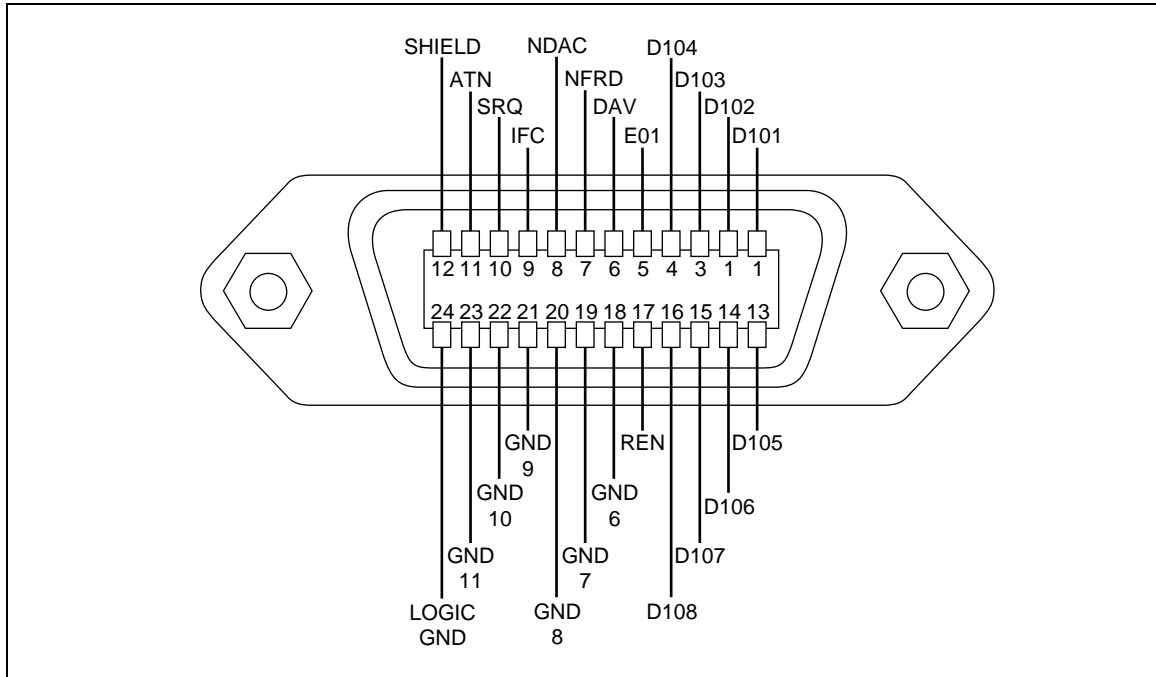 SHIELD NDAC D104
ATN NFRD D103
SRQ DAV D102
IFC E01 D101
12 11 10 9 8 7 6 5 4 3 1 1
24 23 22 21 20 19 18 17 16 15 14 13
GND
9
REN
D105
GND
10
GND
6
D106
GND
11
GND
7
D107
LOGIC
GND
GND
8
D108